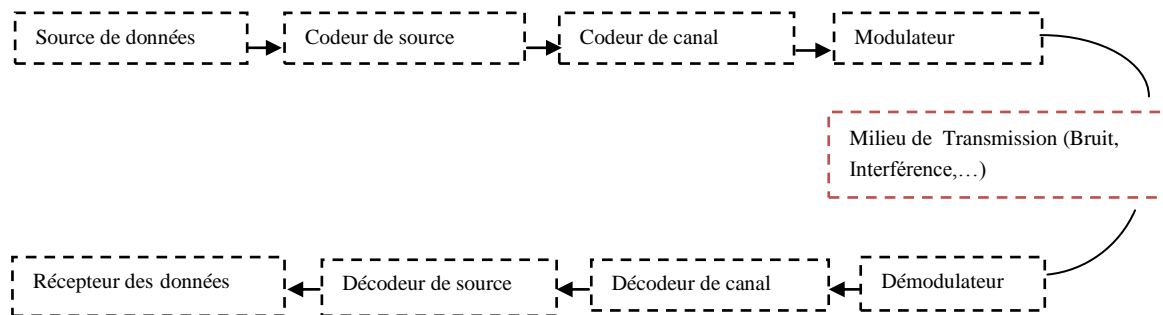 Source de données
Codeur de source
Codeur de canal
Modulateur
Milieu de Transmission (Bruit,
Interférence,…)
Récepteur des données
Décodeur de source
Décodeur de canal
Démodulateur